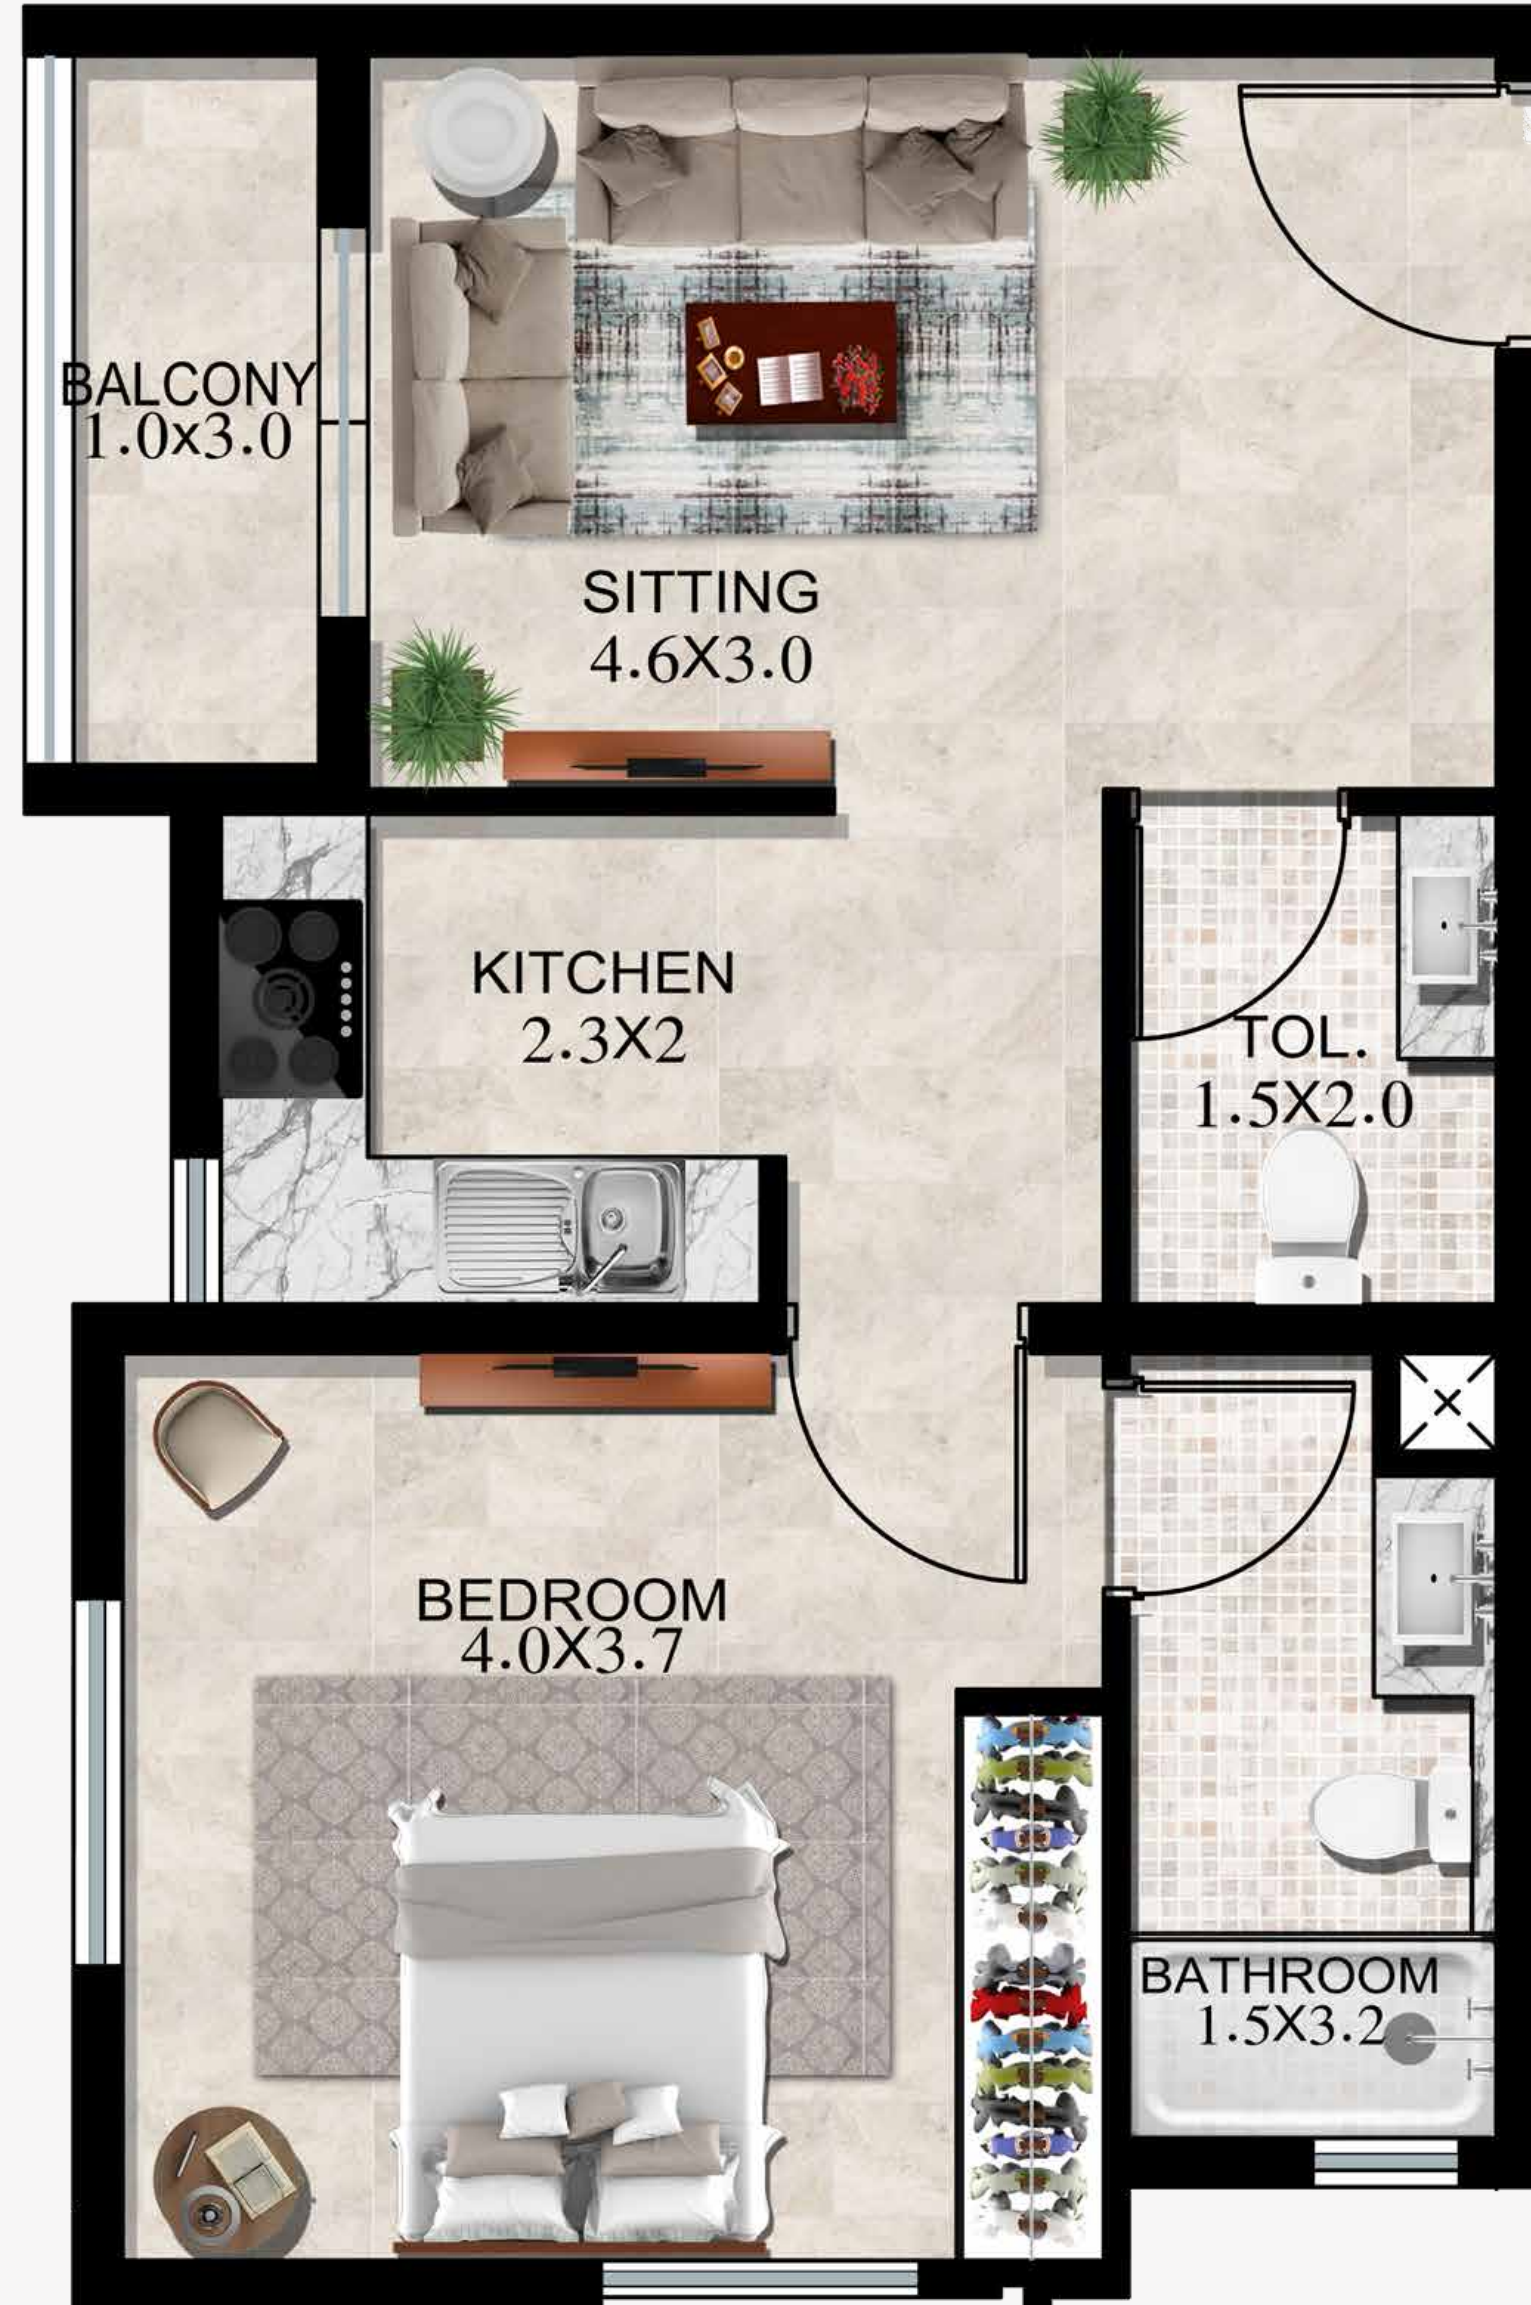 BALCONY
1.0x3.0
SITTING
4.6X3.0
KITCHEN
2.3X2
TOL.
1.5X2.0
BEDROOM
4.0X3.7
BATHROOM
1.5X3.2